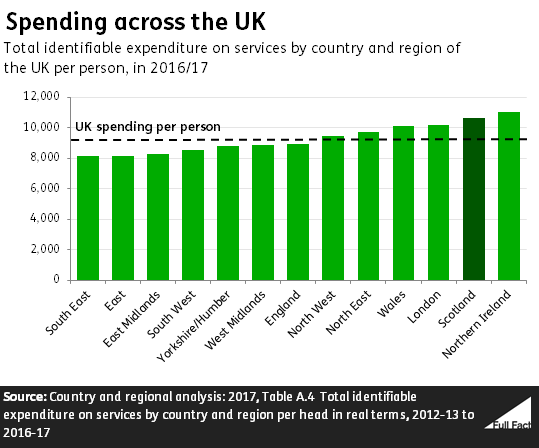 Spending across the UK
Total identifiable expenditure on services by country and region of
the UK per person, in 2016/17
12,000
10,000
8,000
6,000
4,000
2,000
0
UK spending per person
South East
East
East Midlands
South West
Yorkshire/Humber
West Midlands
England
North West
North East
Wales
London
Scotland
Northern Ireland
Source: Country and regional analysis: 2017, Table A.4 Total identifiable
expenditure on services by country and region per head in real terms, 2012-13 to
2016-17
Full Fact